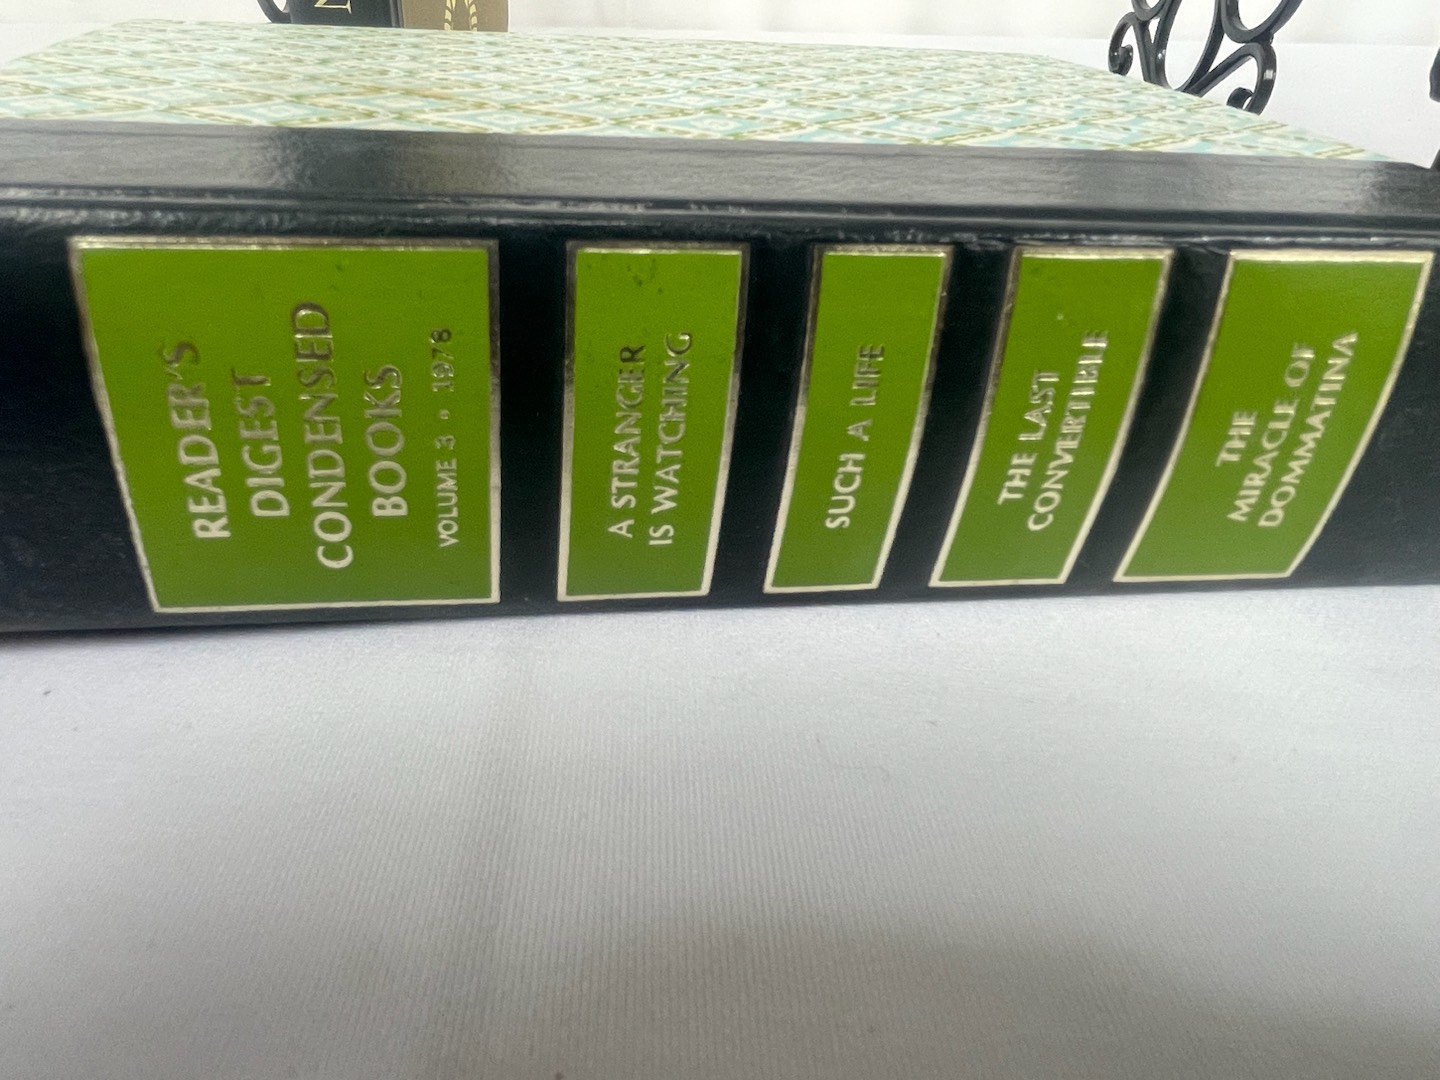 READER'S
DIGEST
CONDENSED
BOOKS
VOLUME 3 • 1978
A STRANGER
IS WATCHING
SUCH A LIFE
THE LAST
CONVERTIBLE
THE
MIRACLE OF
DOMMATINA
N